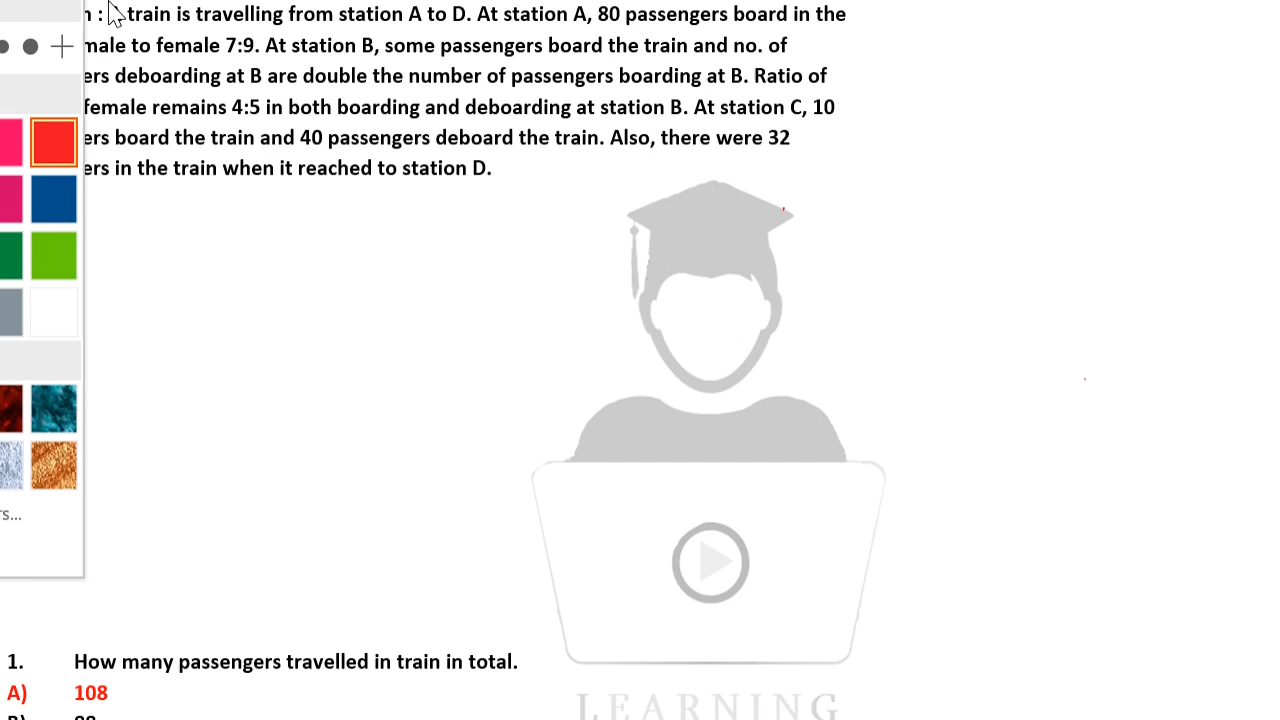 n : train is travelling from station A to D. At station A, 80 passengers board in the
male to female 7:9. At station B, some passengers board the train and no. of
ers deboarding at B are double the number of passengers boarding at B. Ratio of
female remains 4:5 in both boarding and deboarding at station B. At station C, 10
ers board the train and 40 passengers deboard the train. Also, there were 32
ers in the train when it reached to station D.
rs...
1. How many passengers travelled in train in total.
A) 108
LEARNING